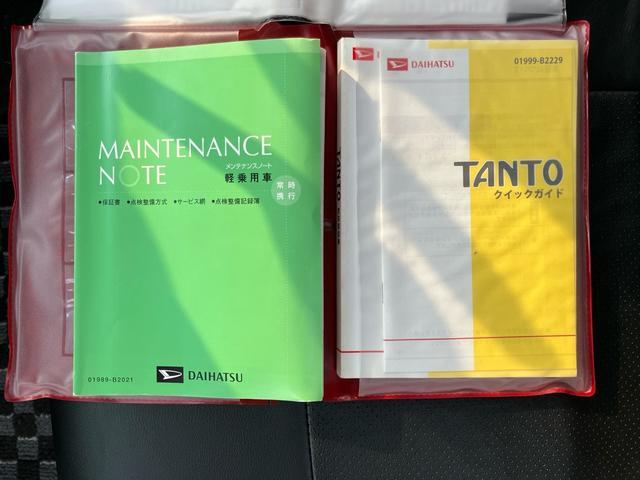 MAINTENANCE
NOTE
メンテナンスノート
軽乗用車
常時
携行
●保証書 ●点検整備方式 ●サービス網 ●点検整備記録簿
01989-B2021
DAIHATSU
DAIHATSU
01999-B2229
TANTO
クイックガイド
TANTO